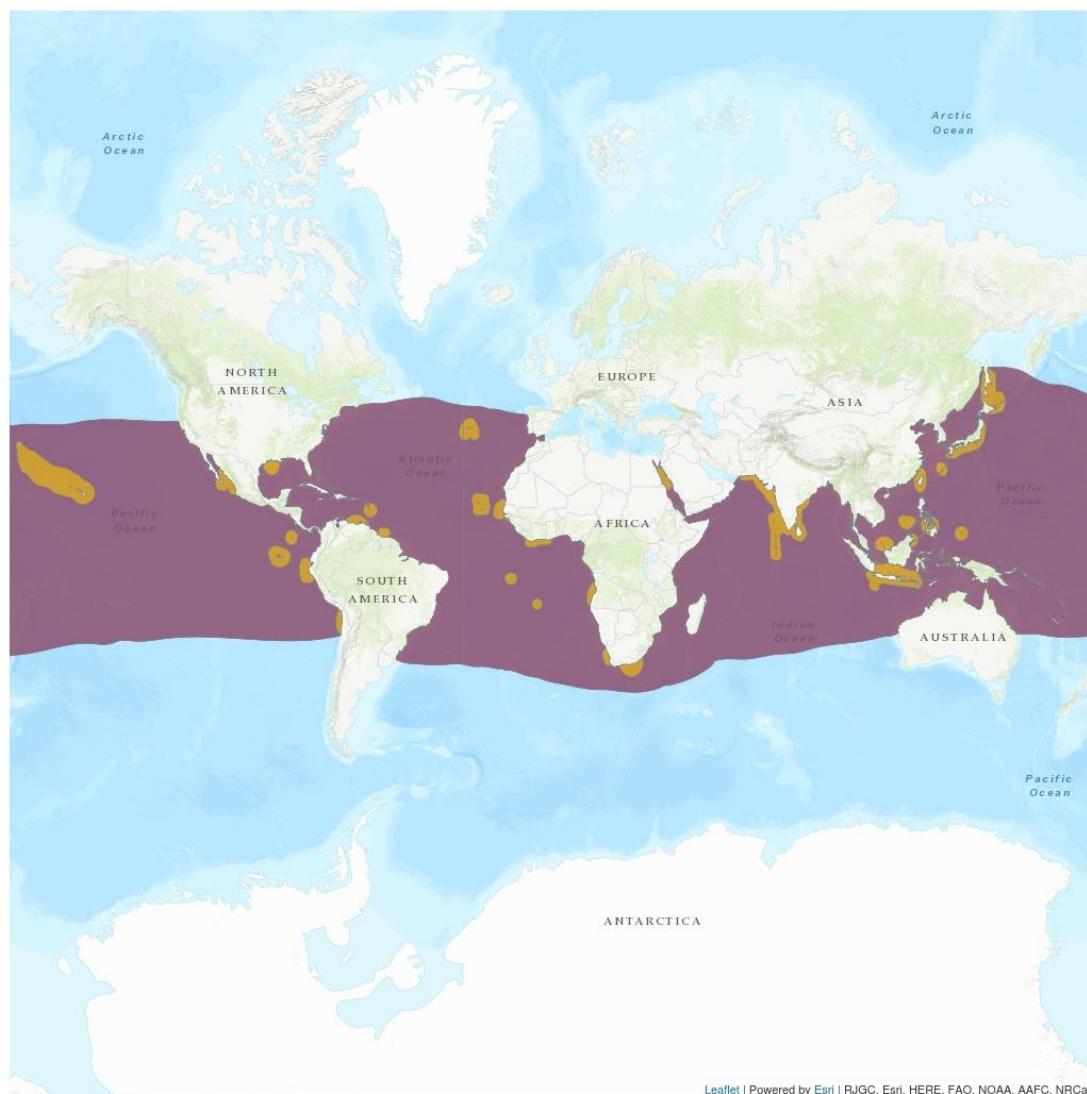 Arctic
Ocean
Arctic
Ocean
NORTH
AMERICA
EUROPE
ASIA
Atlantic
Ocean
Pacific
Ocean
Pacific
Ocean
AFRICA
SOUTH
AMERICA
Indian
Ocean
AUSTRALIA
Pacific
Ocean
ANTARCTICA
Leaflet | Powered by Esri | RJGC, Esri, HERE, FAO, NOAA, AAFC, NRCa